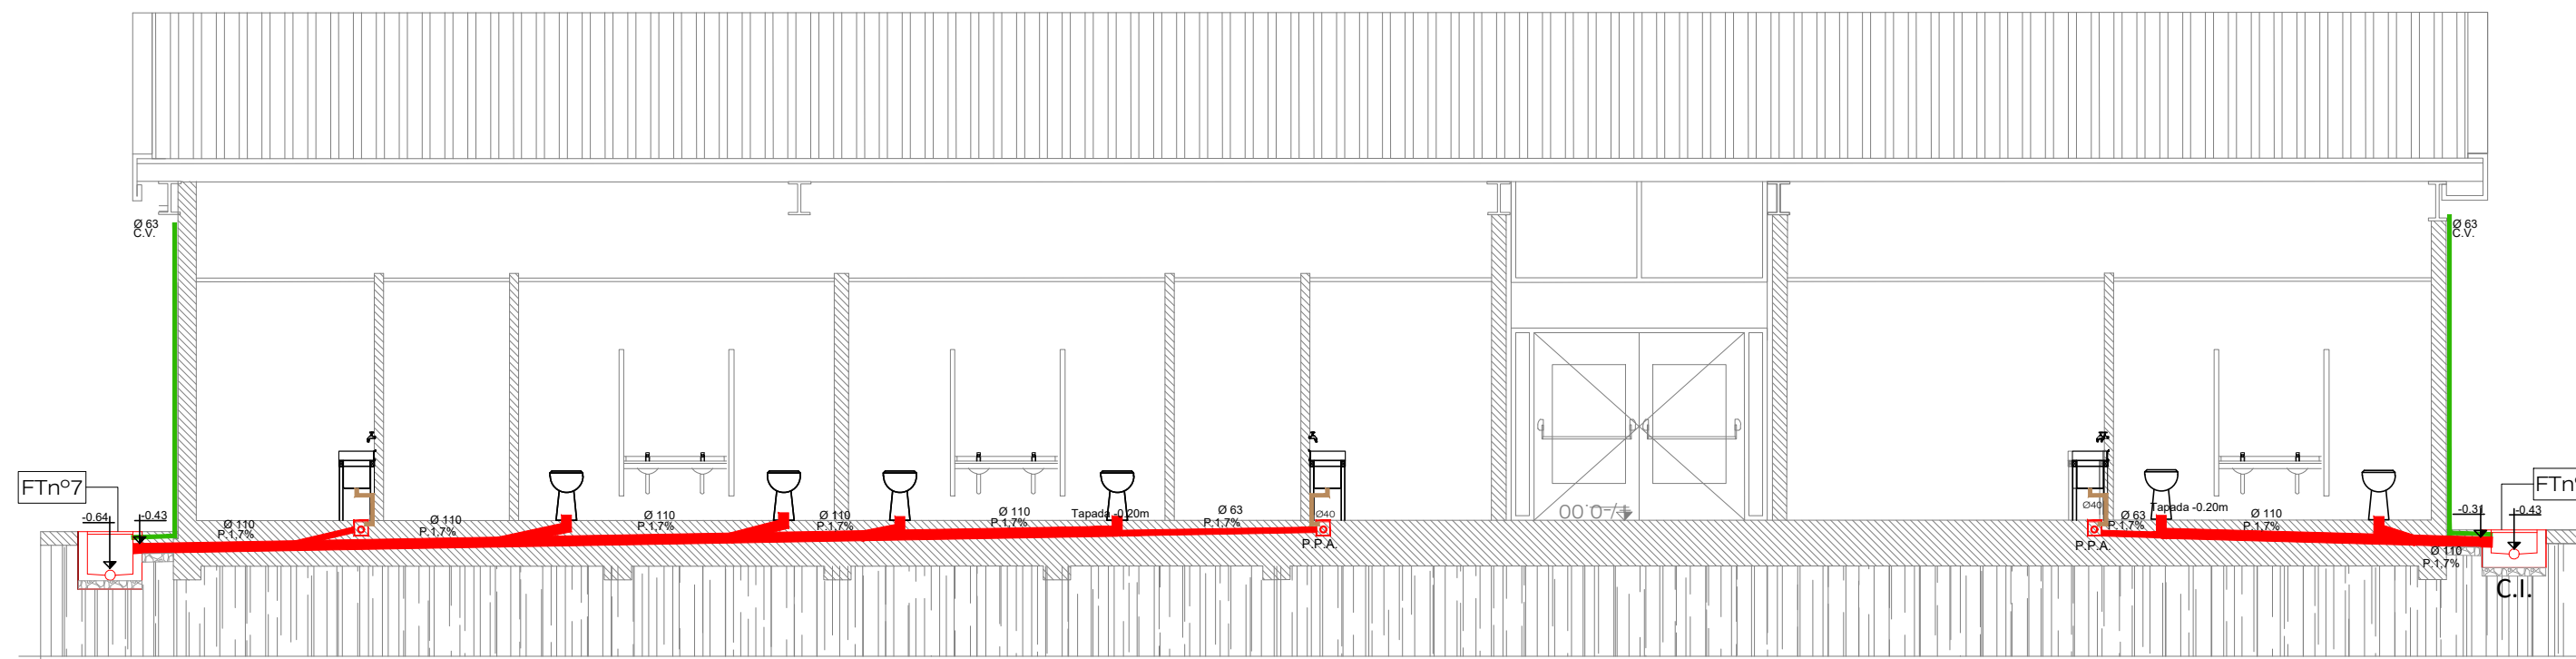 Ø 63
C.V.
Ø 63
C.V.
FTnº7
-0.64
-0.43
Ø 110
P.1,7%
Ø 110
P.1,7%
Ø 110
P.1,7%
Ø 110
P.1,7%
Ø 110
P.1,7%
Tapada -0.20m
Ø 63
P.1,7%
Ø40
P.P.A.
+/-0.00
Ø40
P.P.A.
Ø 63
P.1,7%
Tapada -0.20m
Ø 110
P.1,7%
Ø 110
P.1,7%
-0.31
-0.43
FTnº
C.I.